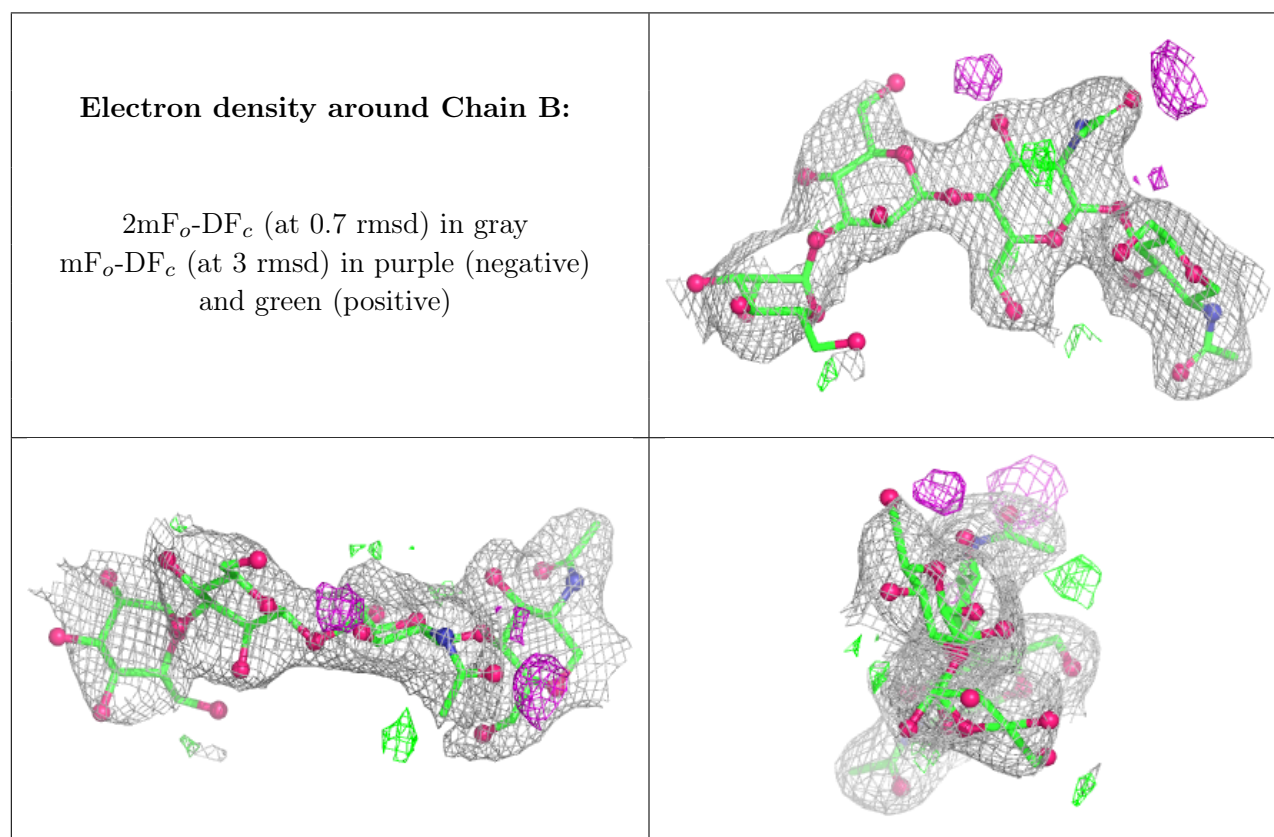 Electron density around Chain B:
2mFₒ-DF𝒸 (at 0.7 rmsd) in gray
mFₒ-DF𝒸 (at 3 rmsd) in purple (negative)
and green (positive)